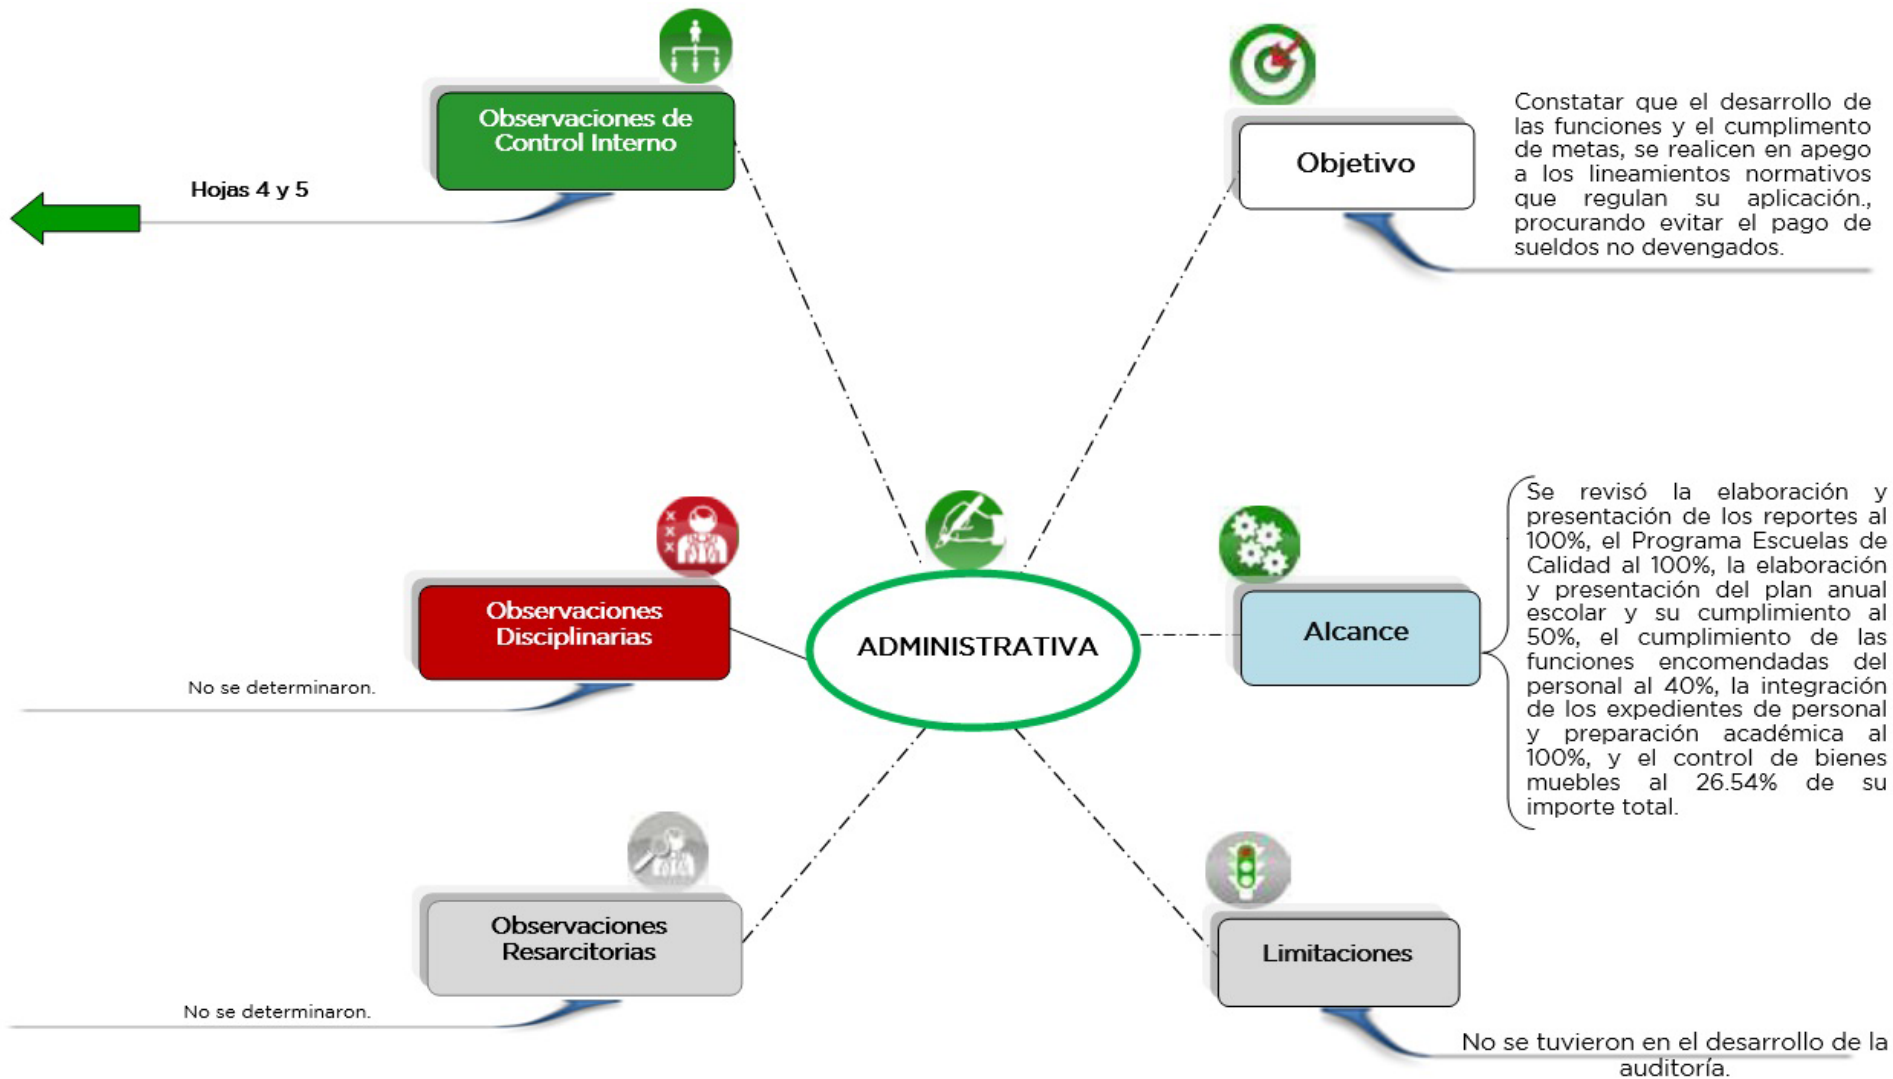 Observaciones de
Control Interno
Hojas 4 y 5
Objetivo
Constatar que el desarrollo de
las funciones y el cumplimento
de metas, se realicen en apego
a los lineamientos normativos
que regulan su aplicación.,
procurando evitar el pago de
sueldos no devengados.
Observaciones
Disciplinarias
No se determinaron.
ADMINISTRATIVA
Alcance
Se revisó la elaboración y
presentación de los reportes al
100%, el Programa Escuelas de
Calidad al 100%, la elaboración
y presentación del plan anual
escolar y su cumplimiento al
50%, el cumplimiento de las
funciones encomendadas del
personal al 40%, la integración
de los expedientes de personal
y preparación académica al
100%, y el control de bienes
muebles al 26.54% de su
importe total.
Observaciones
Resarcitorias
No se determinaron.
Limitaciones
No se tuvieron en el desarrollo de la
auditoría.